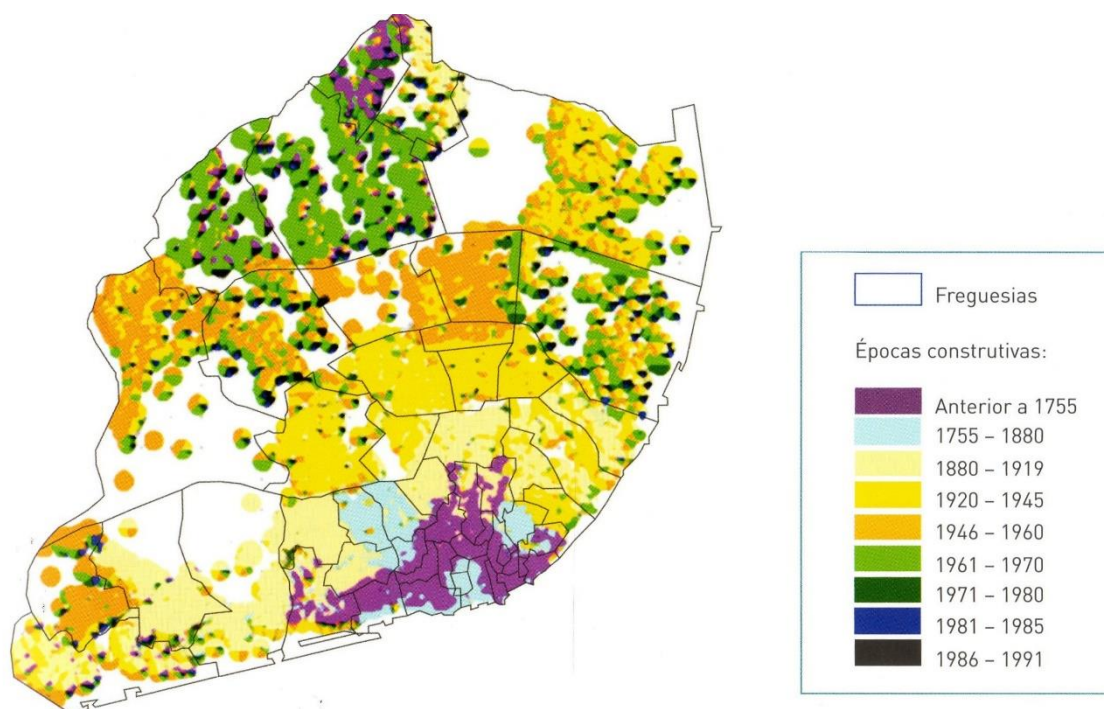 Freguesias
Épocas construtivas:
Anterior a 1755
1755 – 1880
1880 – 1919
1920 – 1945
1946 – 1960
1961 – 1970
1971 – 1980
1981 – 1985
1986 – 1991